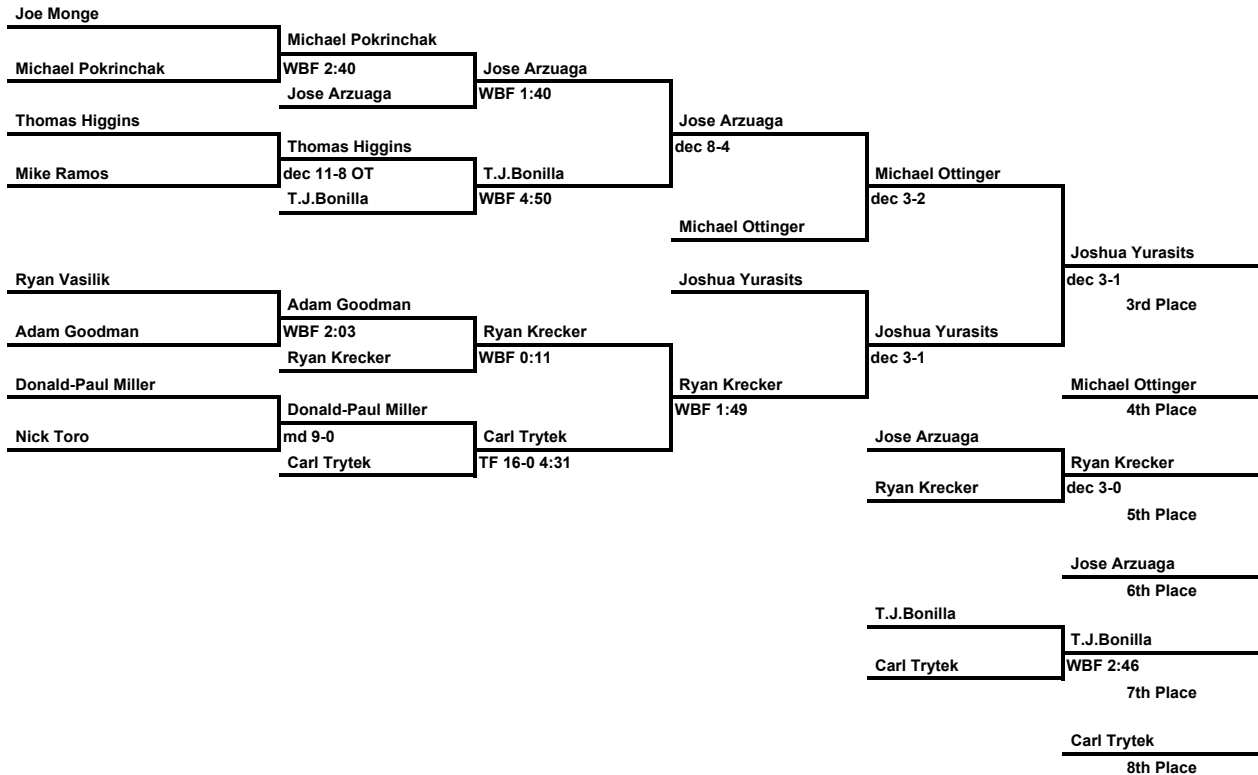 Joe Monge
Michael Pokrinchak
Michael Pokrinchak
WBF 2:40
Jose Arzuaga
Jose Arzuaga
WBF 1:40
Thomas Higgins
Jose Arzuaga
dec 8-4
Thomas Higgins
Mike Ramos
dec 11-8 OT
T.J.Bonilla
T.J.Bonilla
WBF 4:50
Michael Ottinger
dec 3-2
Michael Ottinger
Joshua Yurasits
dec 3-1
3rd Place
Ryan Vasilik
Joshua Yurasits
Adam Goodman
Adam Goodman
WBF 2:03
Ryan Krecker
Ryan Krecker
WBF 0:11
Joshua Yurasits
dec 3-1
Donald-Paul Miller
Ryan Krecker
WBF 1:49
Michael Ottinger
4th Place
Donald-Paul Miller
Nick Toro
md 9-0
Carl Trytek
Carl Trytek
TF 16-0 4:31
Jose Arzuaga
Ryan Krecker
Ryan Krecker
dec 3-0
5th Place
Jose Arzuaga
6th Place
T.J.Bonilla
Carl Trytek
T.J.Bonilla
WBF 2:46
7th Place
Carl Trytek
8th Place